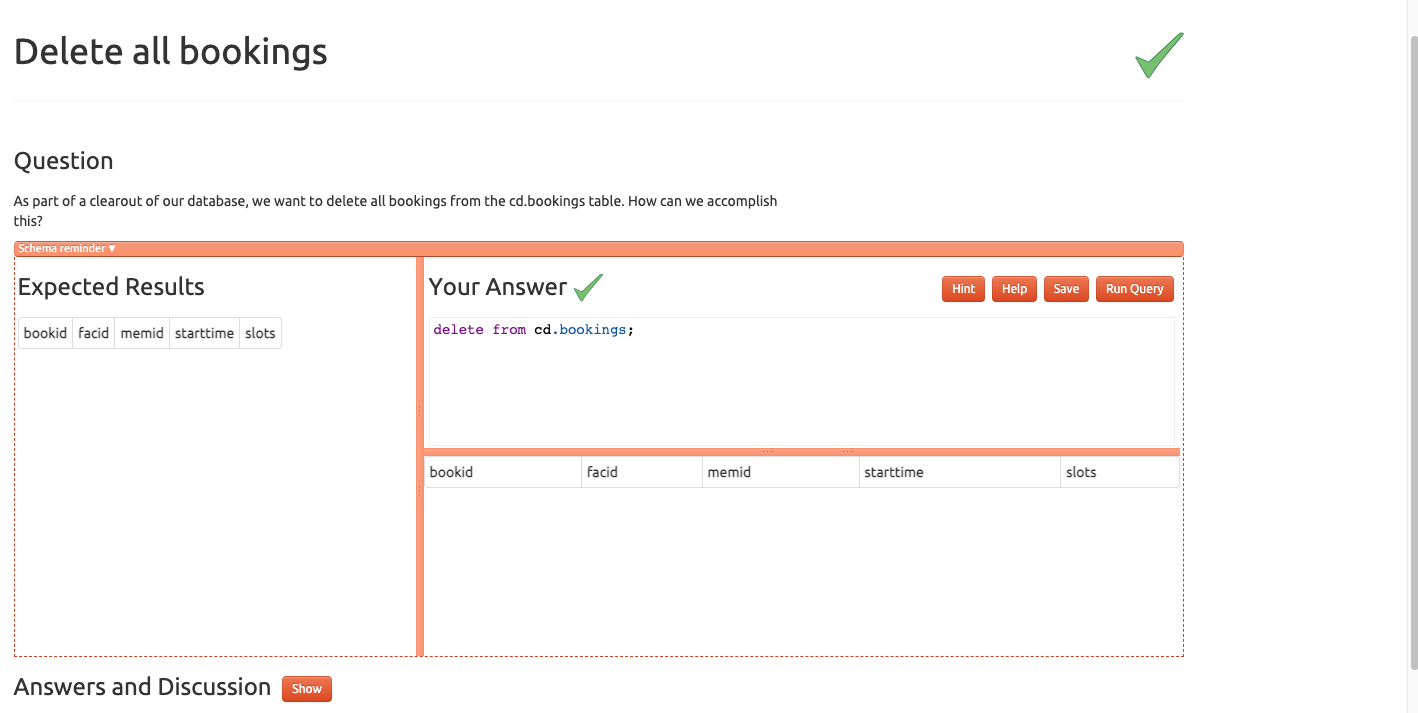 Delete all bookings
Question
As part of a clearout of our database, we want to delete all bookings from the cd.bookings table. How can we accomplish
this?
Schema reminder ▼
Expected Results
bookid facid memid starttime slots
Your Answer
Hint Help Save Run Query
delete from cd.bookings;
bookid facid memid starttime slots
Answers and Discussion Show